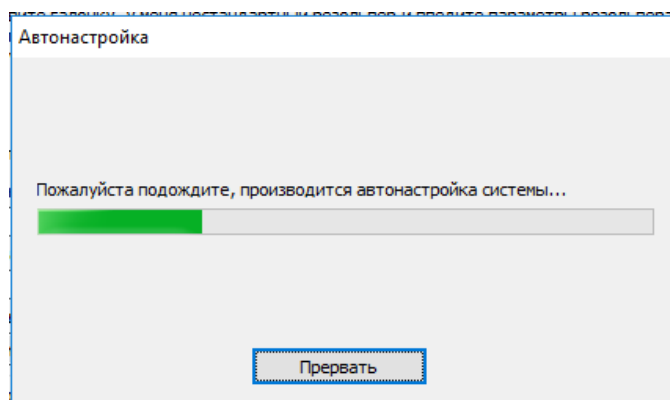 Автонастройка
Пожалуйста подождите, производится автонастройка системы...
Прервать